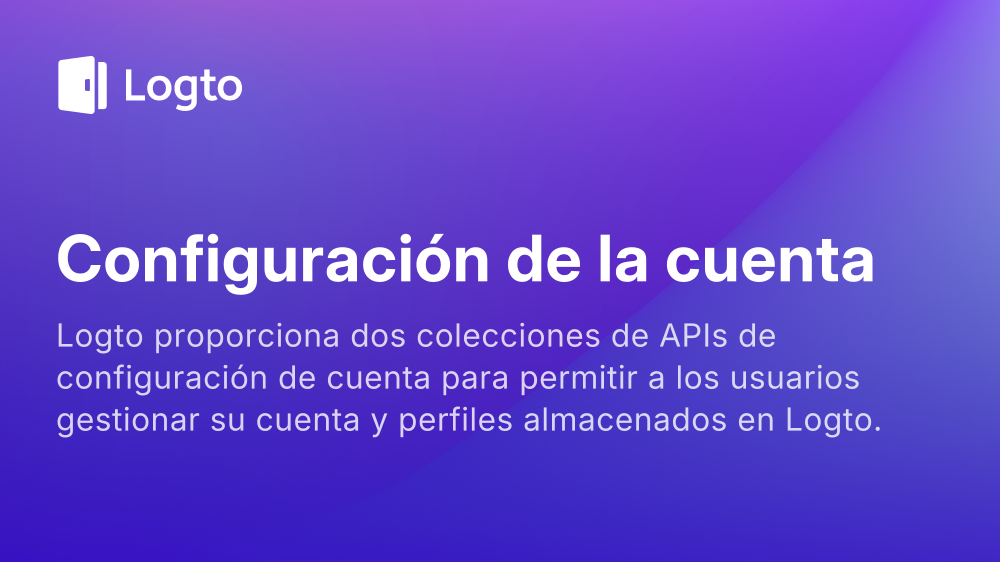 Logto
Configuración de la cuenta
Logto proporciona dos colecciones de APIs de
configuración de cuenta para permitir a los usuarios
gestionar su cuenta y perfiles almacenados en Logto.